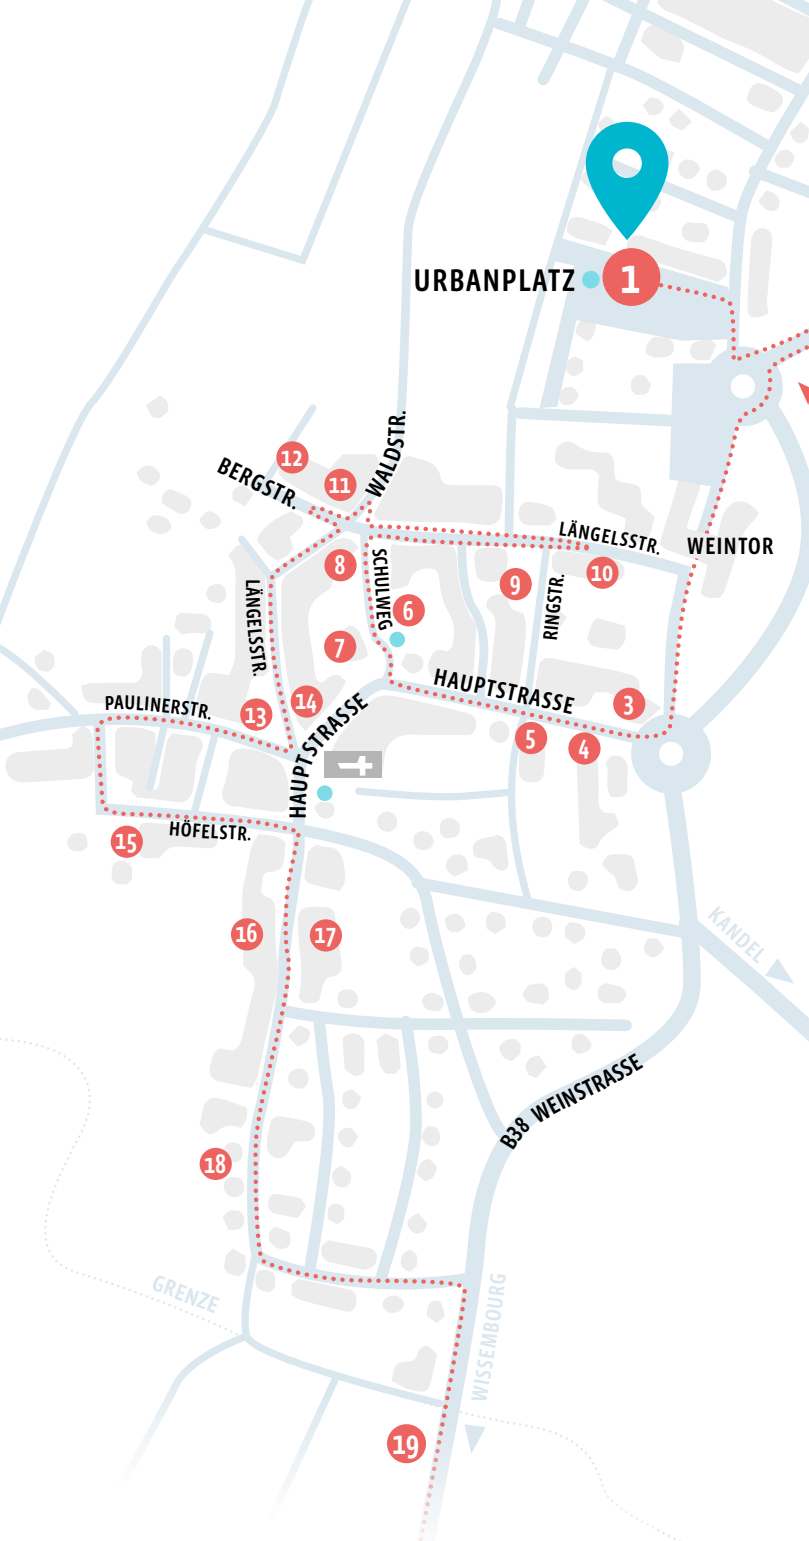 URBANPLATZ
1
WALDSTR.
12
BERGSTR.
11
LÄNGELSSTR.
WEINTOR
8
SCHULWEG
10
9
RINGSTR.
LÄNGELSSTR.
6
7
HAUPTSTRASSE
14
3
PAULINERSTR.
13
HAUPTSTRASSE
5
4
HÖFELSTR.
15
16
17
KANDEL
B38 WEINSTRASSE
18
GRENZE
WISSEMBOURG
19